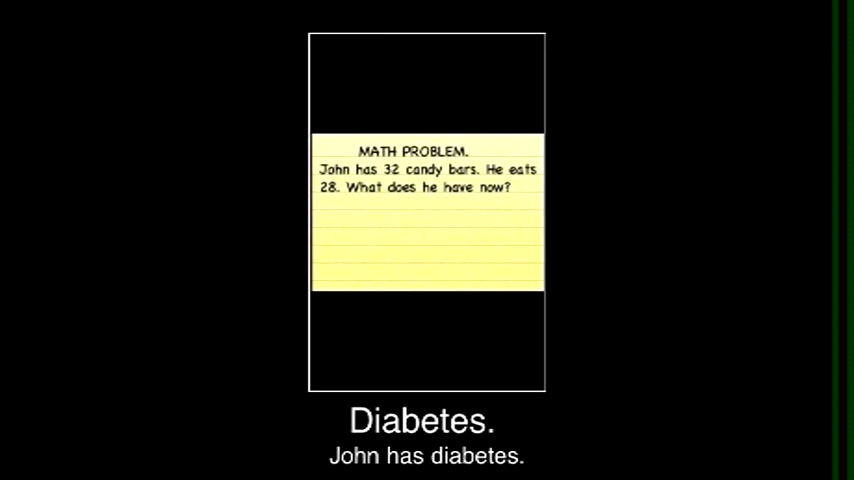 MATH PROBLEM.
John has 32 candy bars. He eats
28. What does he have now?
Diabetes.
John has diabetes.